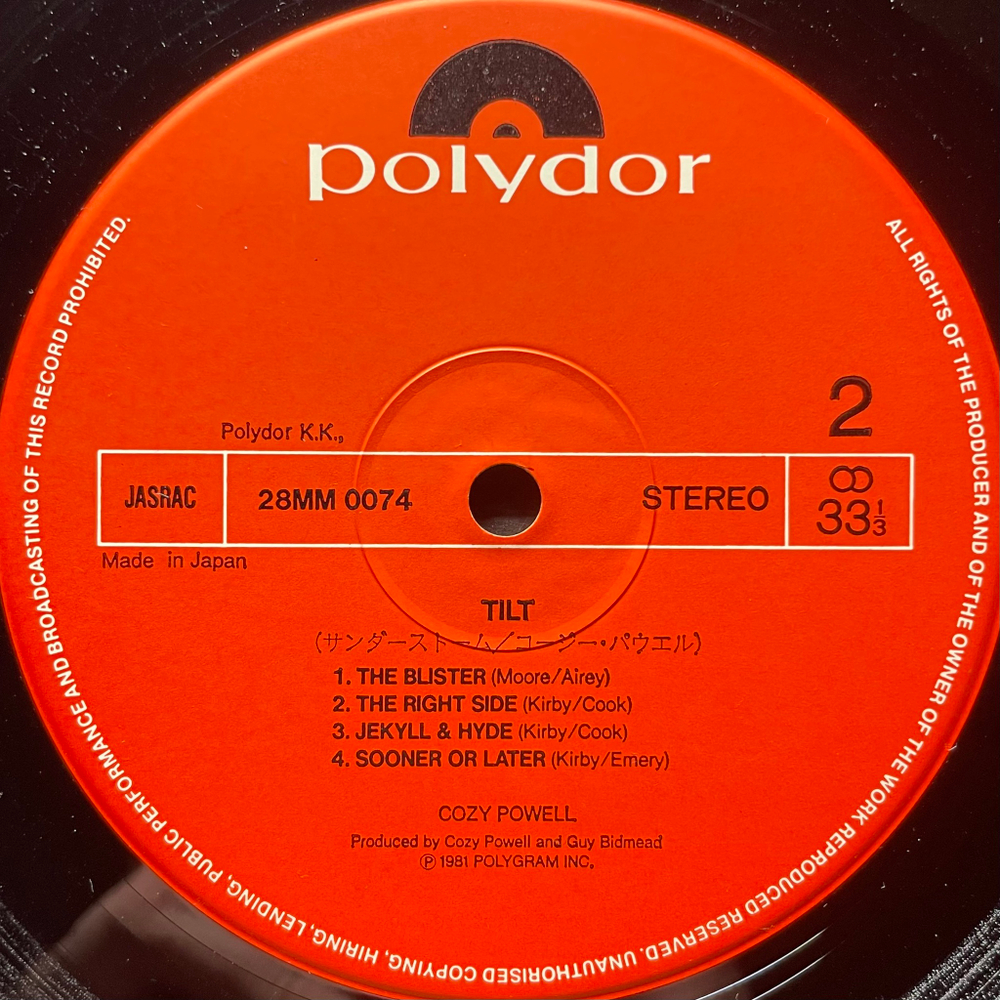 polydor
ALL RIGHTS OF THE PRODUCER AND OF THE OWNER OF THE WORK REPRODUCED RESERVED. UNAUTHORISED COPYING, HIRING, LENDING, PUBLIC PERFORMANCE AND BROADCASTING OF THIS RECORD PROHIBITED.
2
Polydor K.K.,
JASRAC 28MM 0074 STEREO 33 1/3
Made in Japan
TILT
(サンダーストーム/コージー・パウエル)
1. THE BLISTER (Moore/Airey)
2. THE RIGHT SIDE (Kirby/Cook)
3. JEKYLL & HYDE (Kirby/Cook)
4. SOONER OR LATER (Kirby/Emery)
COZY POWELL
Produced by Cozy Powell and Guy Bidmead
Ⓟ 1981 POLYGRAM INC.